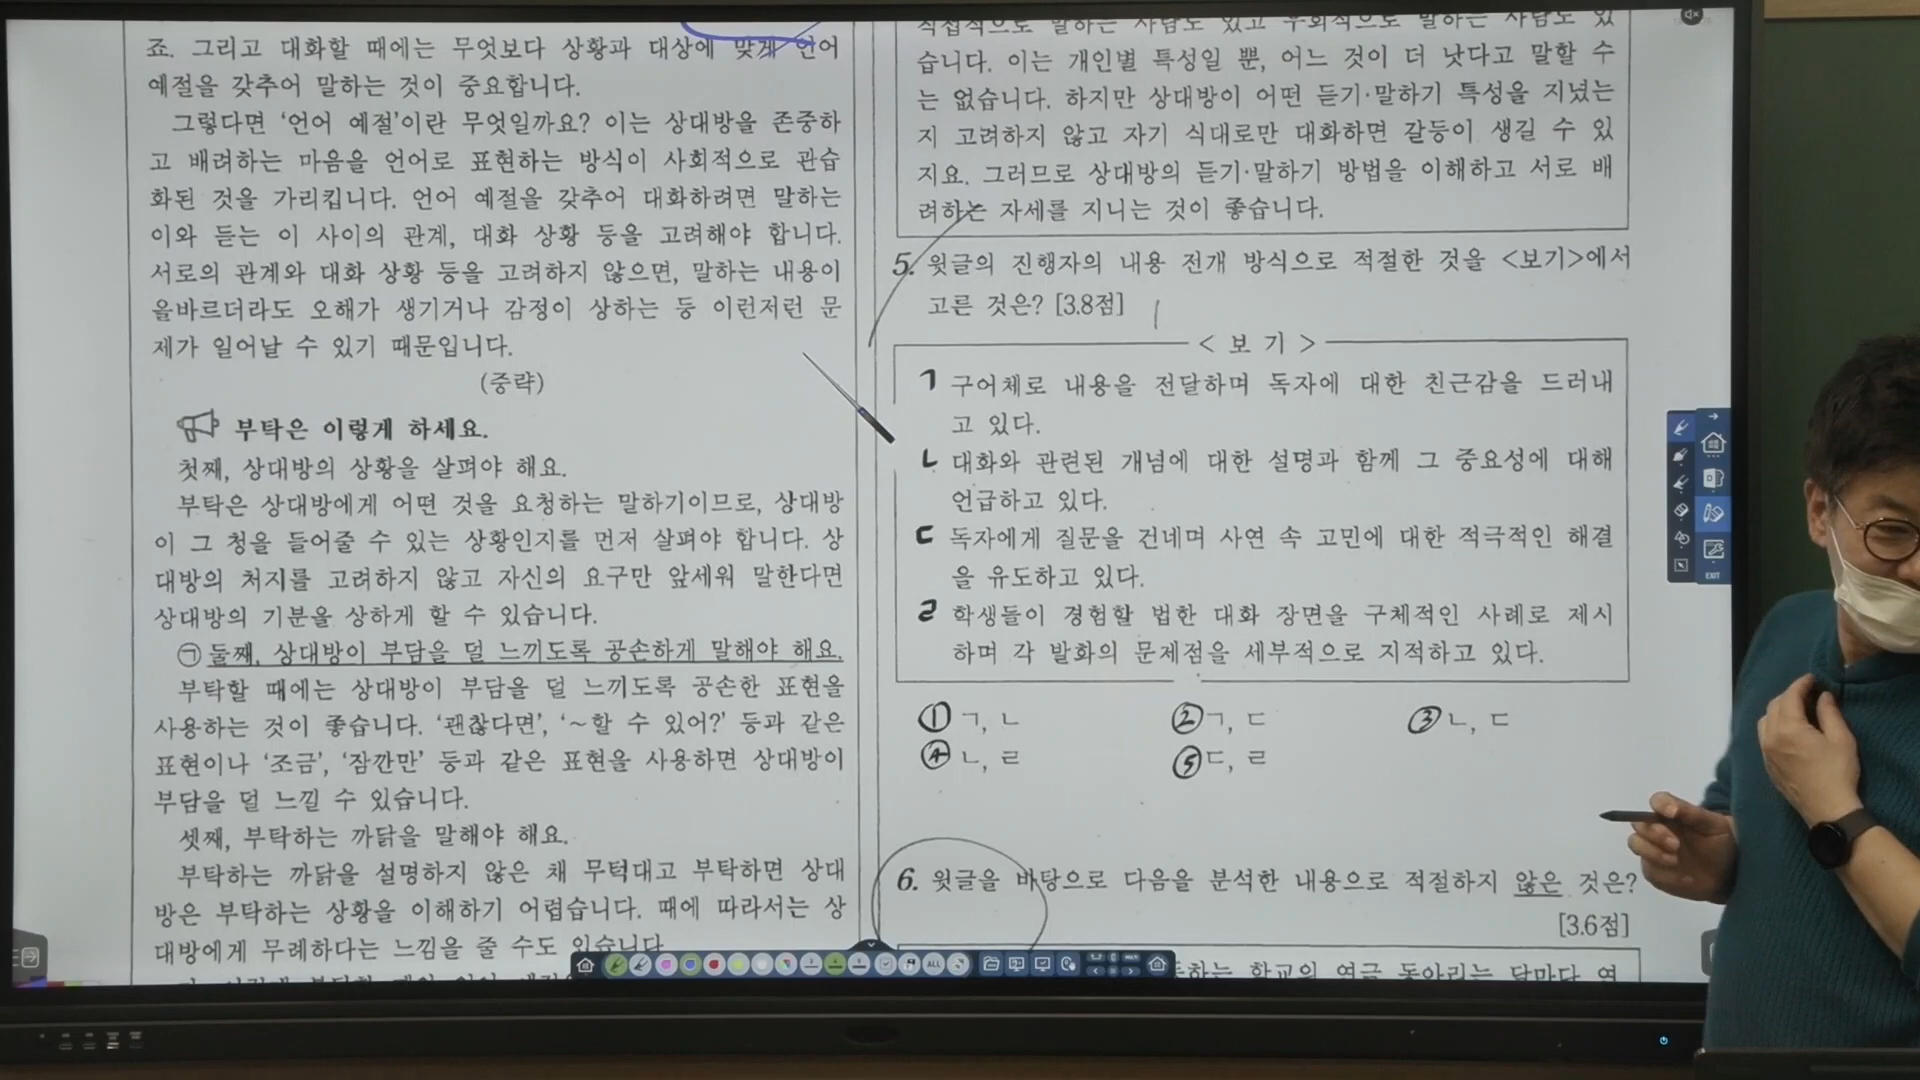 죠. 그리고 대화할 때에는 무엇보다 상황과 대상에 맞게 언어
예절을 갖추어 말하는 것이 중요합니다.
그렇다면 ‘언어 예절’이란 무엇일까요? 이는 상대방을 존중하
고 배려하는 마음을 언어로 표현하는 방식이 사회적으로 관습
화된 것을 가리킵니다. 언어 예절을 갖추어 대화하려면 말하는
이와 듣는 이 사이의 관계, 대화 상황 등을 고려해야 합니다.
서로의 관계와 대화 상황 등을 고려하지 않으면, 말하는 내용이
올바르더라도 오해가 생기거나 감정이 상하는 등 이런저런 문
제가 일어날 수 있기 때문입니다.
(중략)
부탁은 이렇게 하세요.
첫째, 상대방의 상황을 살펴야 해요.
부탁은 상대방에게 어떤 것을 요청하는 말하기이므로, 상대방
이 그 청을 들어줄 수 있는 상황인지를 먼저 살펴야 합니다. 상
대방의 처지를 고려하지 않고 자신의 요구만 앞세워 말한다면
상대방의 기분을 상하게 할 수 있습니다.
㉠ 둘째, 상대방이 부담을 덜 느끼도록 공손하게 말해야 해요.
부탁할 때에는 상대방이 부담을 덜 느끼도록 공손한 표현을
사용하는 것이 좋습니다. ‘괜찮다면’, ‘~할 수 있어?’ 등과 같은
표현이나 ‘조금’, ‘잠깐만’ 등과 같은 표현을 사용하면 상대방이
부담을 덜 느낄 수 있습니다.
셋째, 부탁하는 까닭을 말해야 해요.
부탁하는 까닭을 설명하지 않은 채 무턱대고 부탁하면 상대
방은 부탁하는 상황을 이해하기 어렵습니다. 때에 따라서는 상
대방에게 무례하다는 느낌을 줄 수도 있습니다
직접적으로 말하는 사람도 있고 우회적으로 말하는 사람도 있
습니다. 이는 개인별 특성일 뿐, 어느 것이 더 낫다고 말할 수
는 없습니다. 하지만 상대방이 어떤 듣기·말하기 특성을 지녔는
지 고려하지 않고 자기 식대로만 대화하면 갈등이 생길 수 있
지요. 그러므로 상대방의 듣기·말하기 방법을 이해하고 서로 배
려하는 자세를 지니는 것이 좋습니다.
5. 윗글의 진행자의 내용 전개 방식으로 적절한 것을 <보기>에서
고른 것은? [3.8점]
< 보 기 >
ㄱ 구어체로 내용을 전달하며 독자에 대한 친근감을 드러내
고 있다.
ㄴ 대화와 관련된 개념에 대한 설명과 함께 그 중요성에 대해
언급하고 있다.
ㄷ 독자에게 질문을 건네며 사연 속 고민에 대한 적극적인 해결
을 유도하고 있다.
ㄹ 학생들이 경험할 법한 대화 장면을 구체적인 사례로 제시
하며 각 발화의 문제점을 세부적으로 지적하고 있다.
① ㄱ, ㄴ ② ㄱ, ㄷ ③ ㄴ, ㄷ
④ ㄴ, ㄹ ⑤ ㄷ, ㄹ
6. 윗글을 바탕으로 다음을 분석한 내용으로 적절하지 않은 것은?
[3.6점]
하는 학교의 연극 동아리는 달마다 연
EXIT
ALL